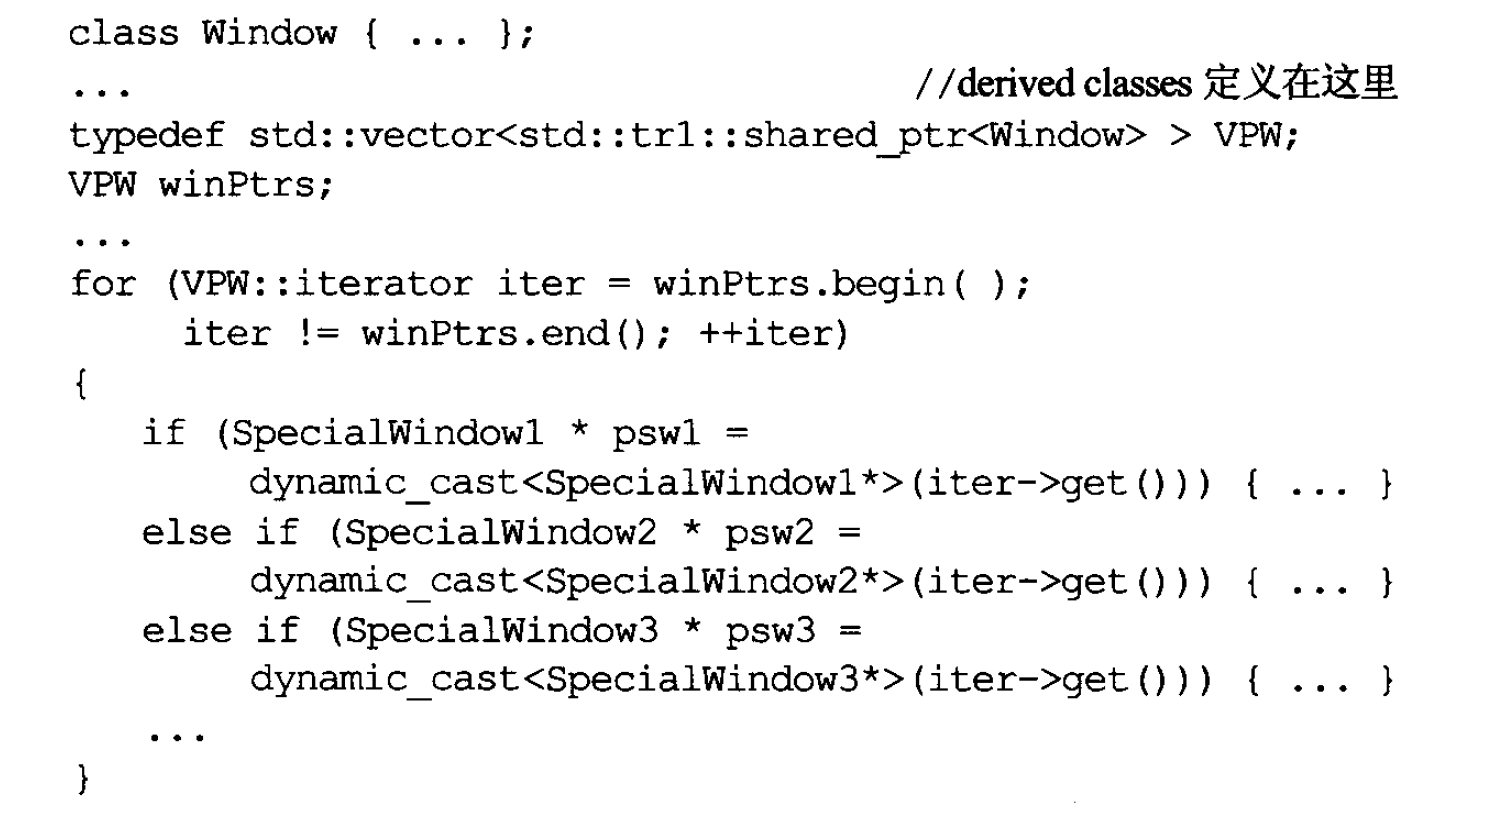 class Window { ... };
... //derived classes 定义在这里
typedef std::vector<std::tr1::shared_ptr<Window> > VPW;
VPW winPtrs;
...
for (VPW::iterator iter = winPtrs.begin( );
iter != winPtrs.end(); ++iter)
{
if (SpecialWindow1 * psw1 =
dynamic_cast<SpecialWindow1*>(iter->get())) { ... }
else if (SpecialWindow2 * psw2 =
dynamic_cast<SpecialWindow2*>(iter->get())) { ... }
else if (SpecialWindow3 * psw3 =
dynamic_cast<SpecialWindow3*>(iter->get())) { ... }
...
}